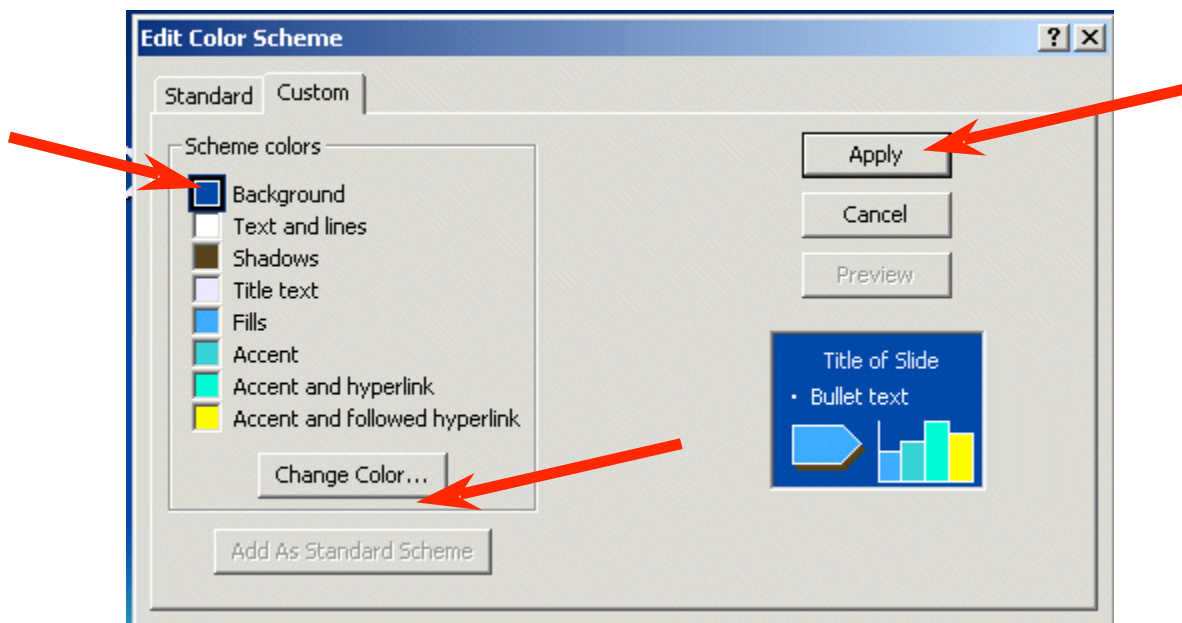 Edit Color Scheme
Standard
Custom
Scheme colors
Background
Text and lines
Shadows
Title text
Fills
Accent
Accent and hyperlink
Accent and followed hyperlink
Change Color...
Add As Standard Scheme
Apply
Cancel
Preview
Title of Slide
• Bullet text